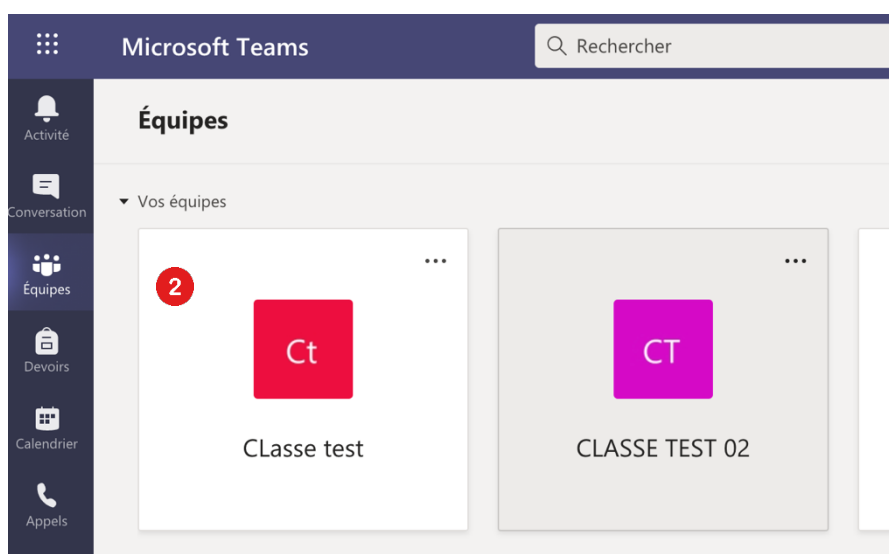 Microsoft Teams
Rechercher
Activité
Conversation
Équipes
Devoirs
Calendrier
Appels
Équipes
Vos équipes
2
Ct
CLasse test
CT
CLASSE TEST 02